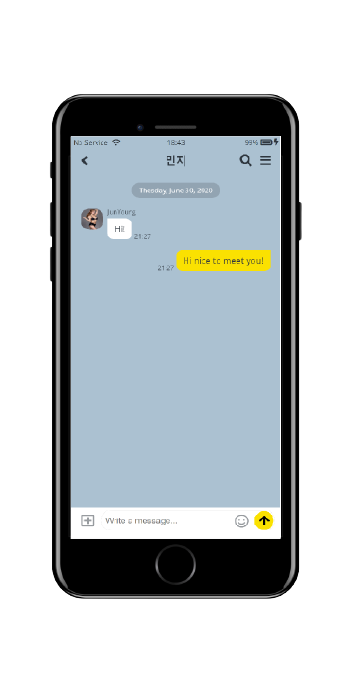 No Service
18:43
99%
민지
Tuesday, June 30, 2020
JunYoung
Hi!
21:27
21:27
Hi nice to meet you!
Write a message...